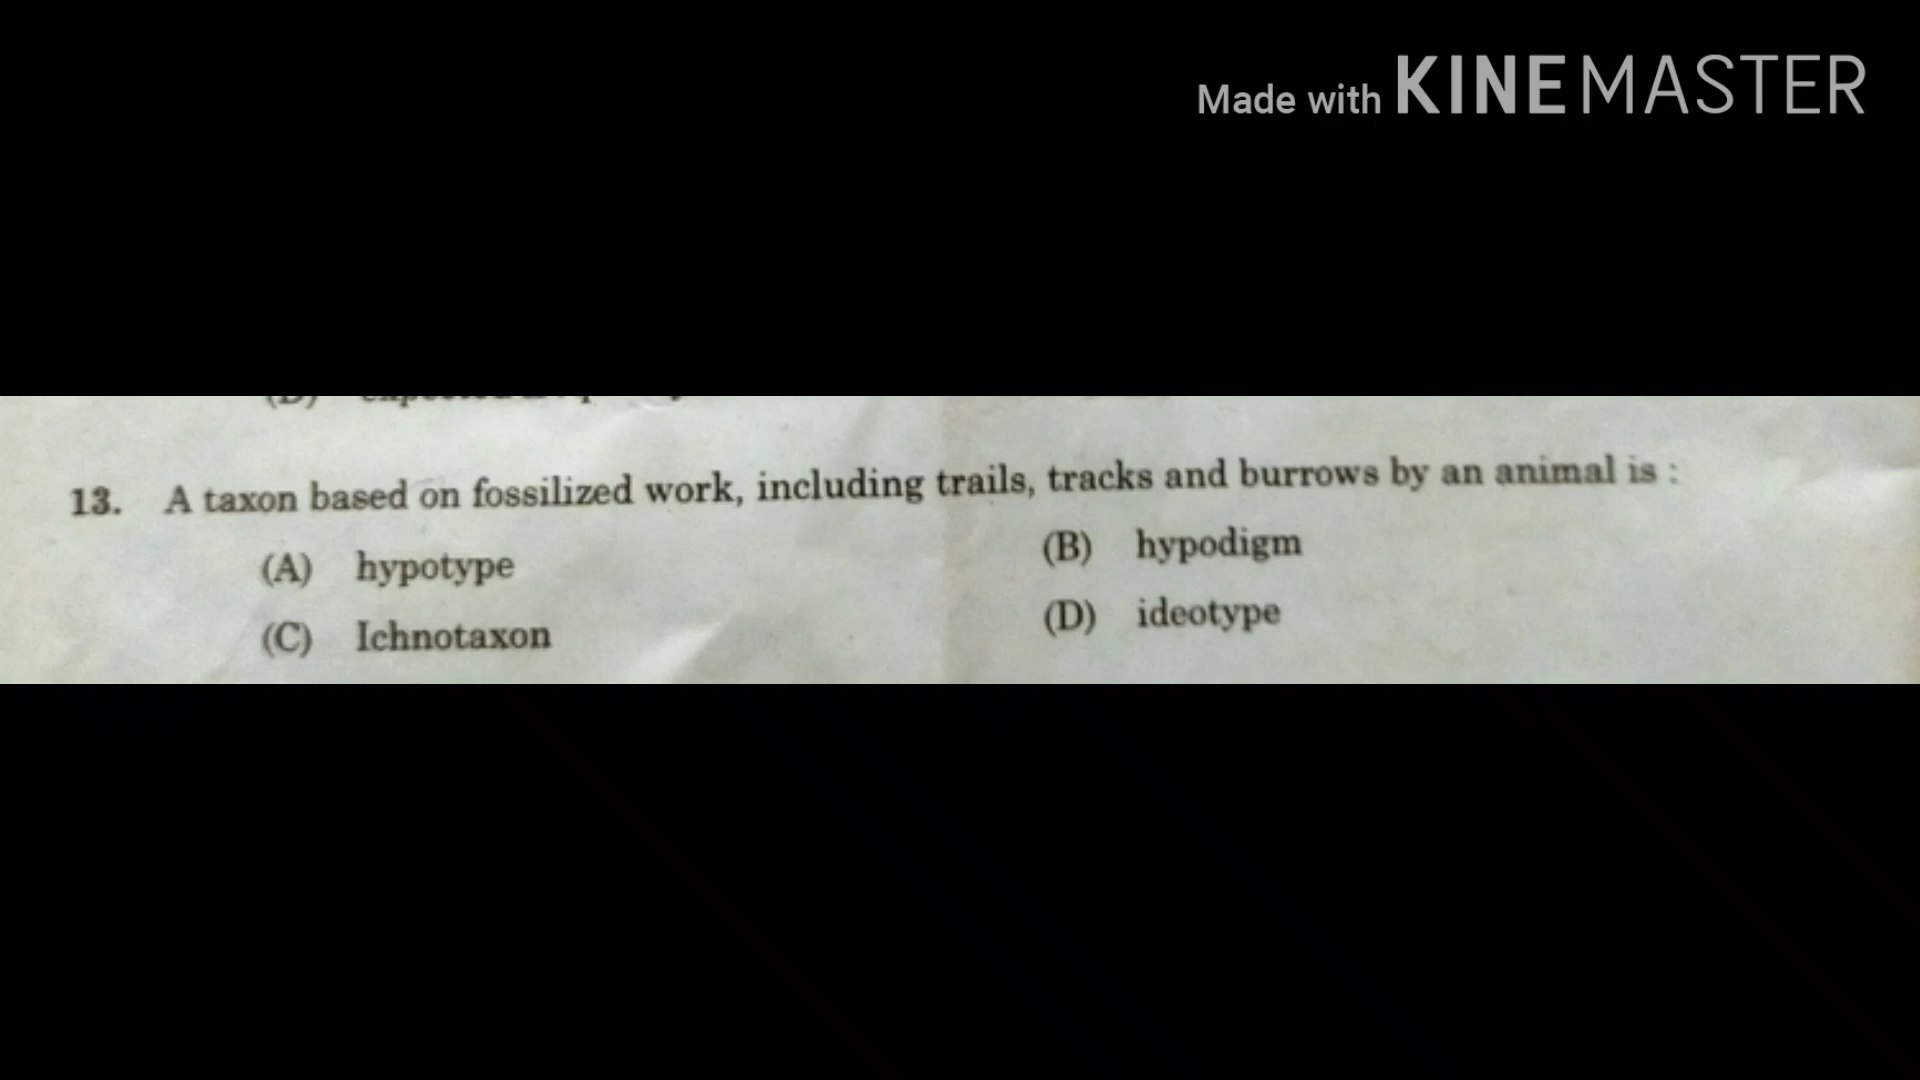 Made with KINEMASTER
13. A taxon based on fossilized work, including trails, tracks and burrows by an animal is :
(A) hypotype (B) hypodigm
(C) Ichnotaxon (D) ideotype